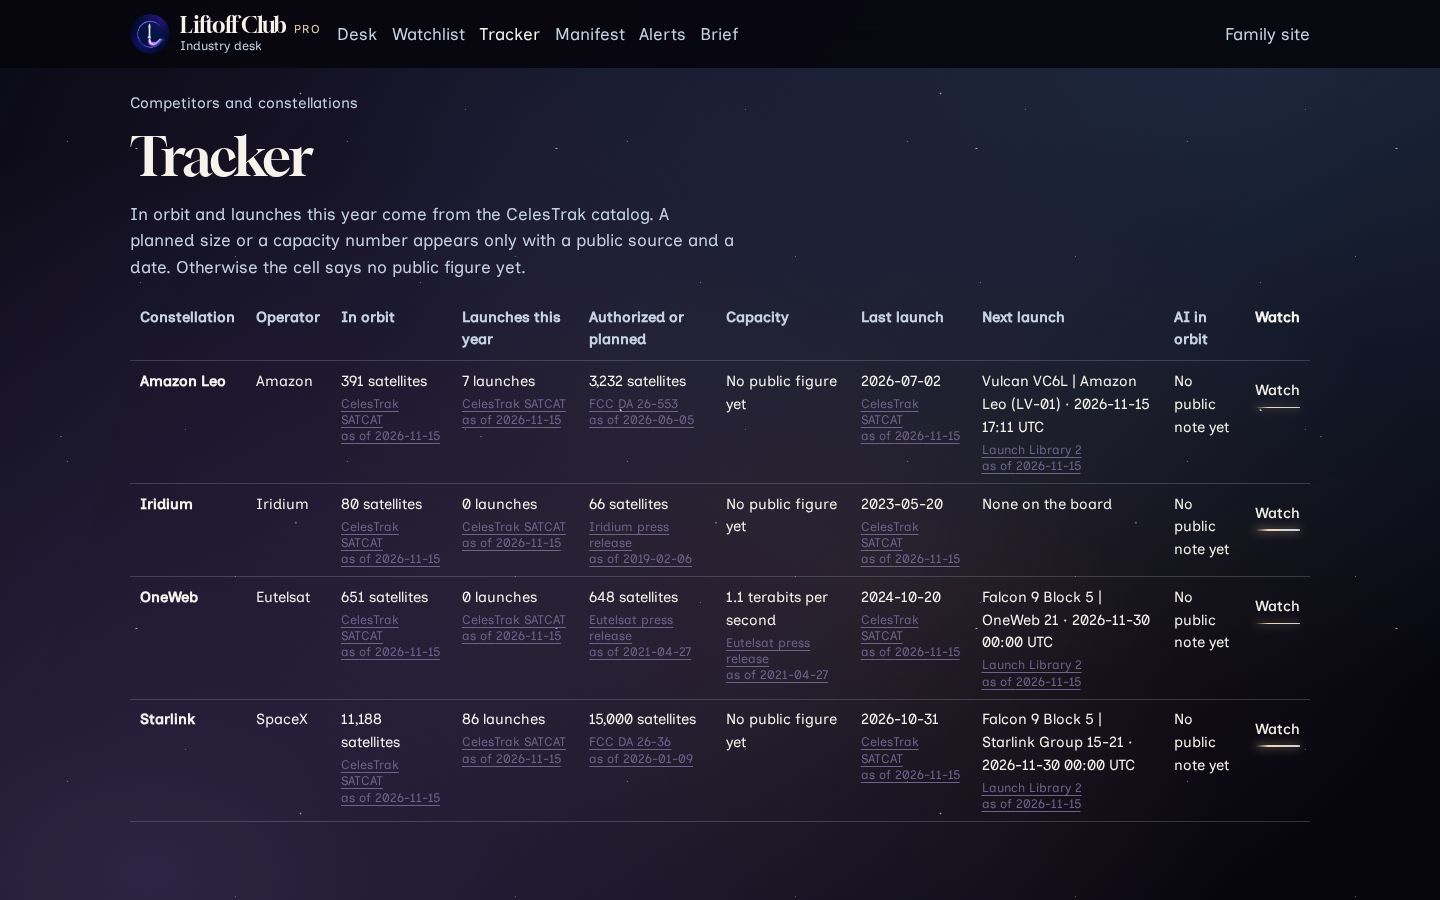 Liftoff Club PRO
Industry desk
Desk Watchlist Tracker Manifest Alerts Brief
Family site
Competitors and constellations
Tracker
In orbit and launches this year come from the CelesTrak catalog. A
planned size or a capacity number appears only with a public source and a
date. Otherwise the cell says no public figure yet.
Constellation
Operator
In orbit
Launches this
year
Authorized or
planned
Capacity
Last launch
Next launch
AI in
orbit
Watch
Amazon Leo
Amazon
391 satellites
CelesTrak
SATCAT
as of 2026-11-15
7 launches
CelesTrak SATCAT
as of 2026-11-15
3,232 satellites
FCC DA 26-553
as of 2026-06-05
No public figure
yet
2026-07-02
CelesTrak
SATCAT
as of 2026-11-15
Vulcan VC6L | Amazon
Leo (LV-01) · 2026-11-15
17:11 UTC
Launch Library 2
as of 2026-11-15
No
public
note yet
Watch
Iridium
Iridium
80 satellites
CelesTrak
SATCAT
as of 2026-11-15
0 launches
CelesTrak SATCAT
as of 2026-11-15
66 satellites
Iridium press
release
as of 2019-02-06
No public figure
yet
2023-05-20
CelesTrak
SATCAT
as of 2026-11-15
None on the board
No
public
note yet
Watch
OneWeb
Eutelsat
651 satellites
CelesTrak
SATCAT
as of 2026-11-15
0 launches
CelesTrak SATCAT
as of 2026-11-15
648 satellites
Eutelsat press
release
as of 2021-04-27
1.1 terabits per
second
Eutelsat press
release
as of 2021-04-27
2024-10-20
CelesTrak
SATCAT
as of 2026-11-15
Falcon 9 Block 5 |
OneWeb 21 · 2026-11-30
00:00 UTC
Launch Library 2
as of 2026-11-15
No
public
note yet
Watch
Starlink
SpaceX
11,188
satellites
CelesTrak
SATCAT
as of 2026-11-15
86 launches
CelesTrak SATCAT
as of 2026-11-15
15,000 satellites
FCC DA 26-36
as of 2026-01-09
No public figure
yet
2026-10-31
CelesTrak
SATCAT
as of 2026-11-15
Falcon 9 Block 5 |
Starlink Group 15-21 ·
2026-11-30 00:00 UTC
Launch Library 2
as of 2026-11-15
No
public
note yet
Watch